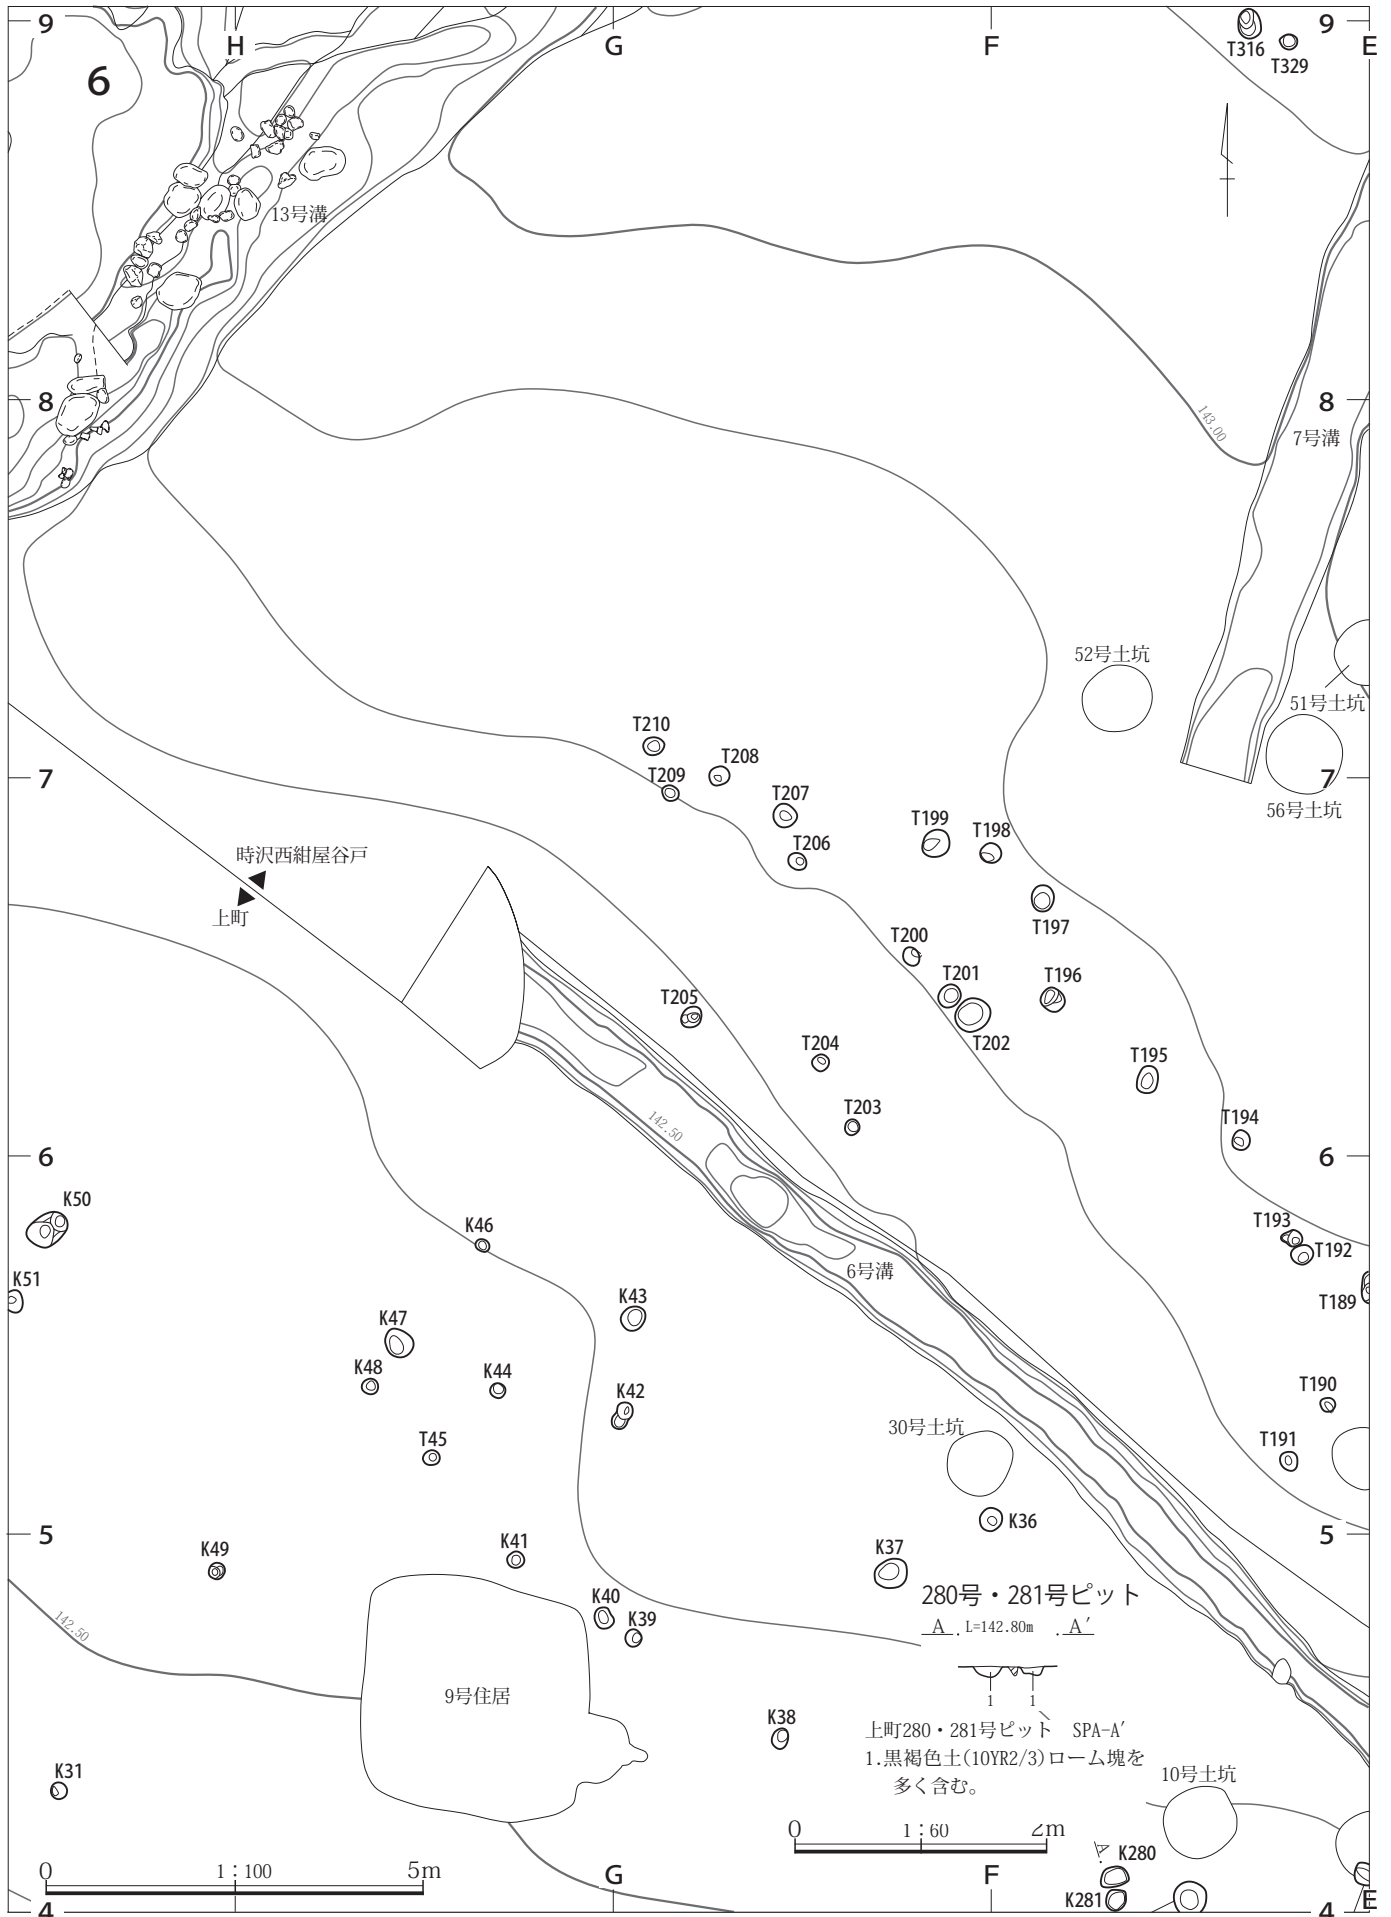 9
H
G
F
9
E
T316
T329
6
13号溝
143.00
8
8
7号溝
52号土坑
51号土坑
T210
T208
T209
7
T207
7
56号土坑
T199
T198
T206
時沢西紺屋谷戸
上町
T197
T200
T201
T196
T205
T202
T204
T195
T203
142.50
T194
6
6
K50
K46
T193
T192
6号溝
K51
K43
T189
K47
K48
K44
K42
T190
30号土坑
T45
T191
K36
5
5
K49
K41
K37
280号・281号ピット
K40
K39
A . L=142.80m . A′
142.50
9号住居
1 1
K38
上町280・281号ピット SPA-A′
1.黒褐色土(10YR2/3)ローム塊を
多く含む。
K31
10号土坑
0 1：60 2m
A.
K280
0 1：100 5m
G
F
K281
E
4
4